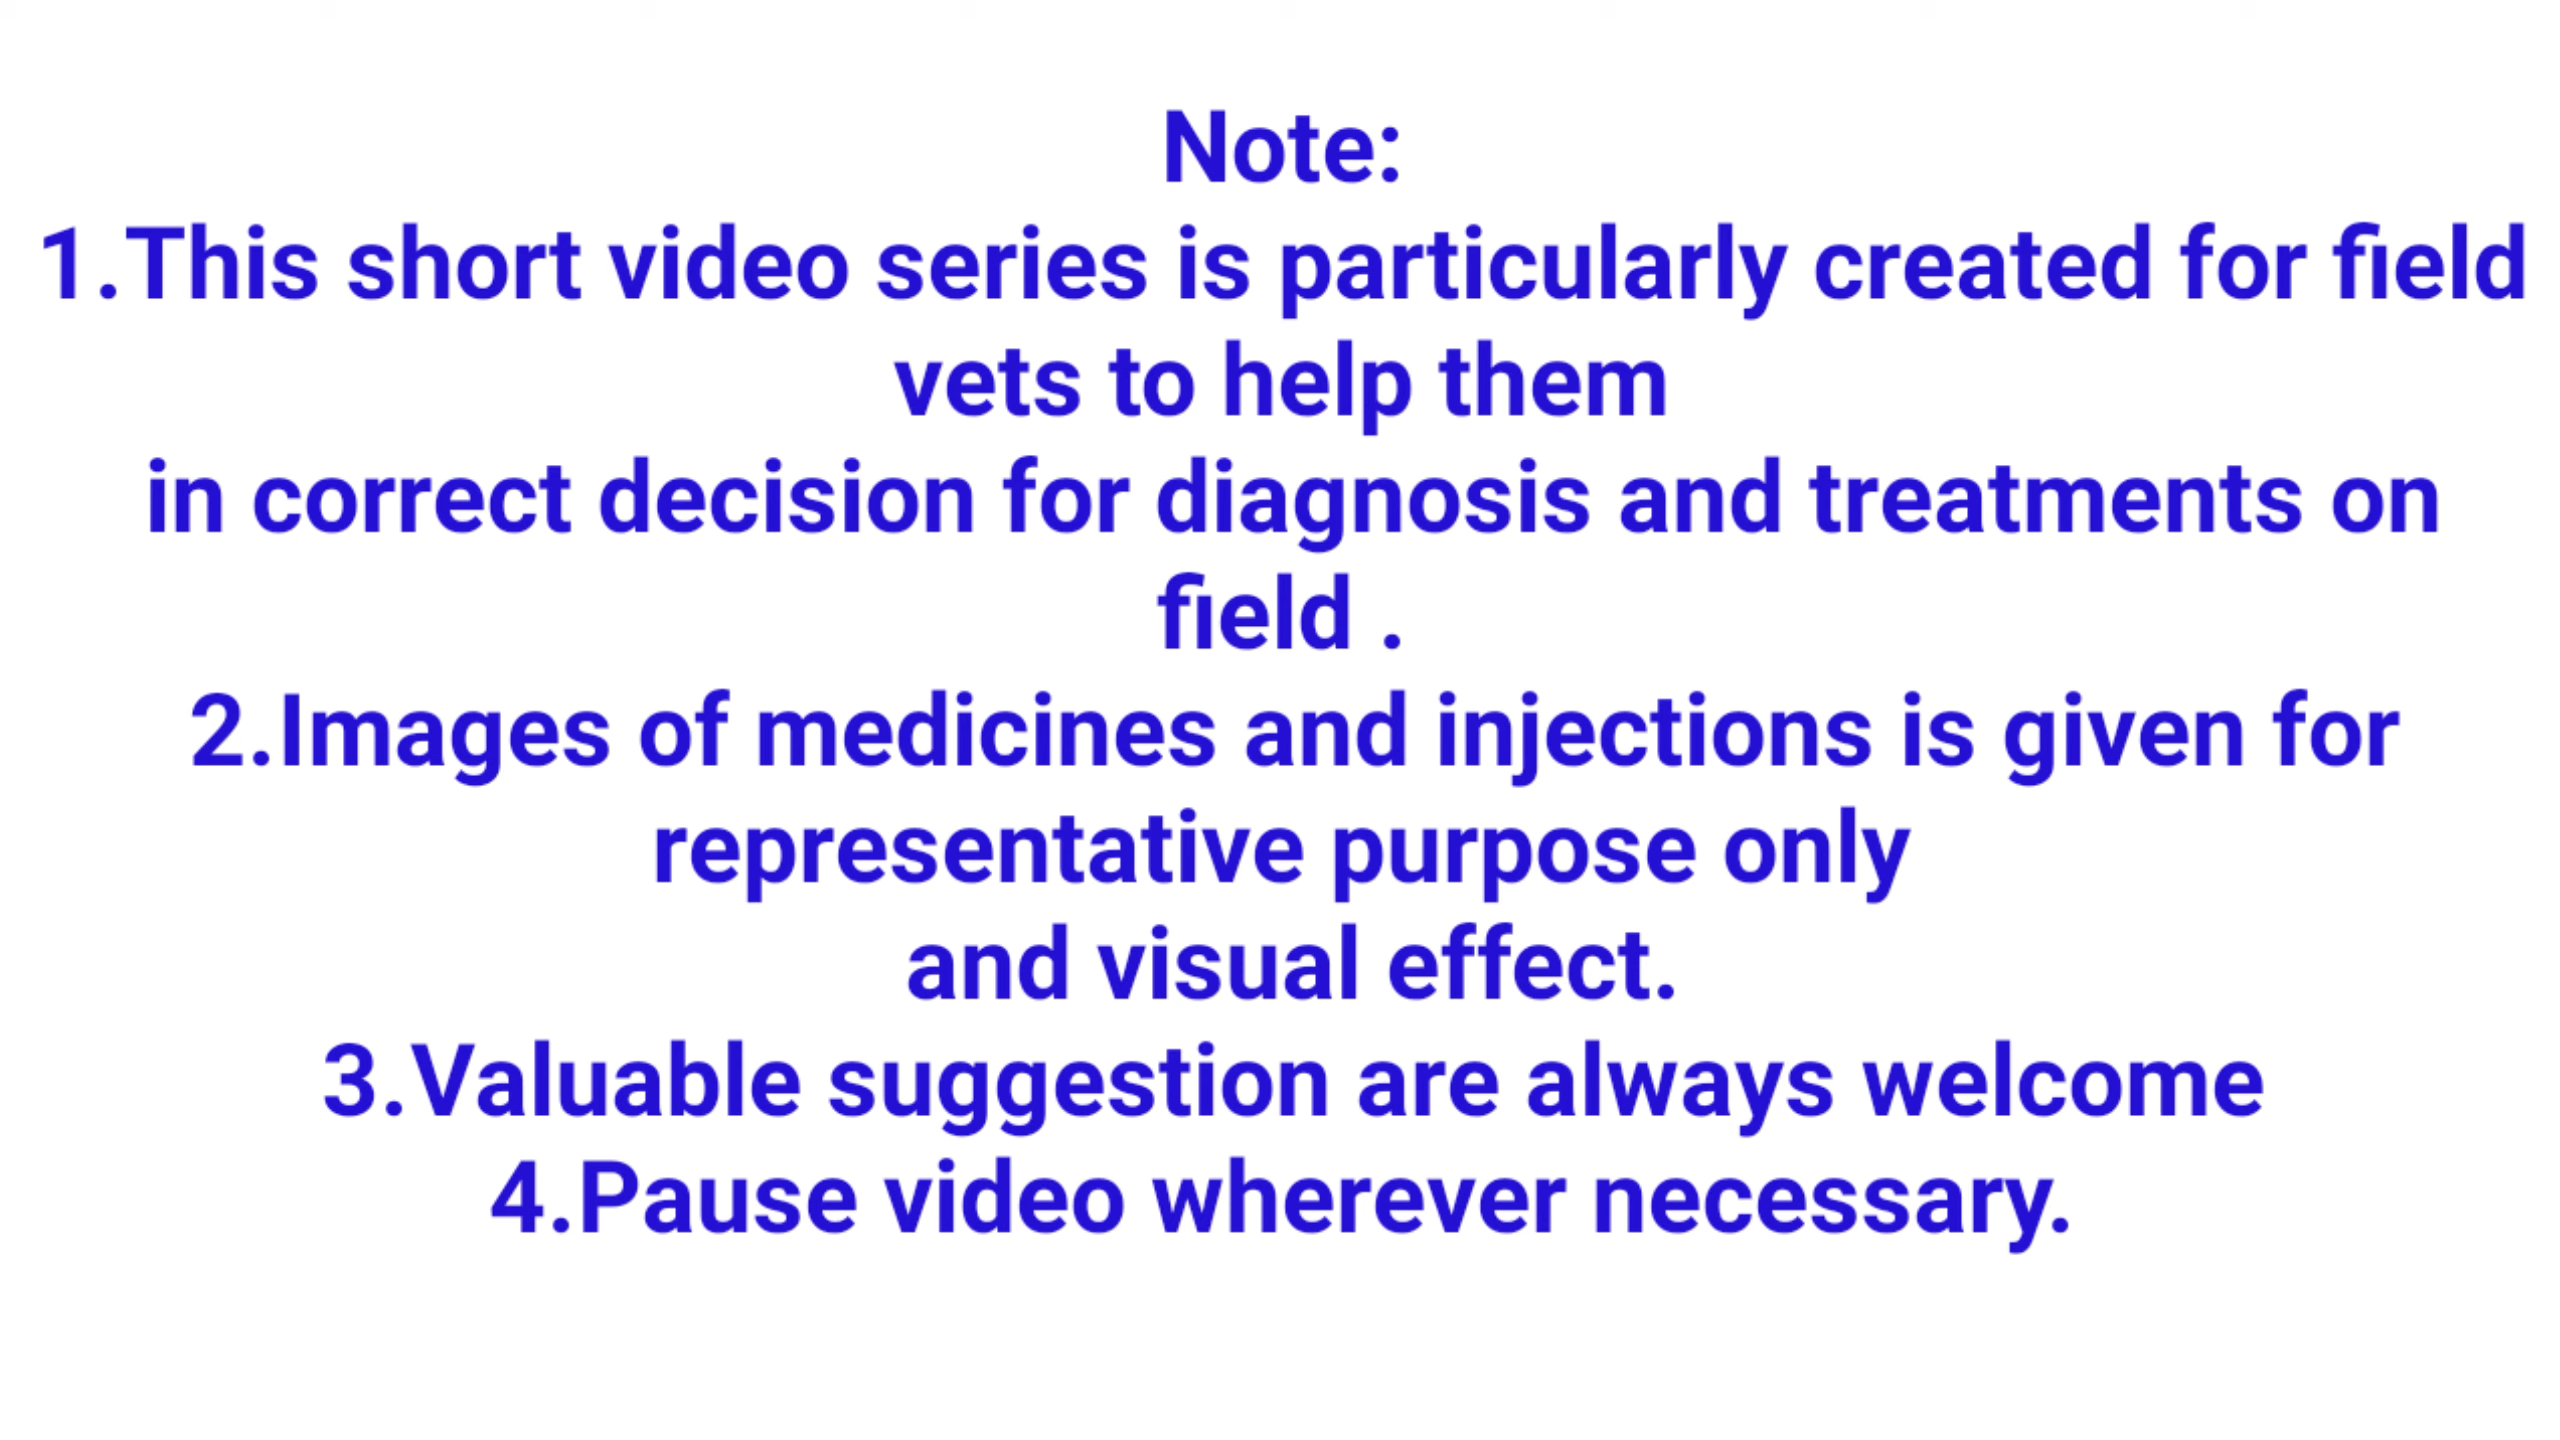 Note:
1.This short video series is particularly created for field
vets to help them
in correct decision for diagnosis and treatments on
field .
2.Images of medicines and injections is given for
representative purpose only
and visual effect.
3.Valuable suggestion are always welcome
4.Pause video wherever necessary.